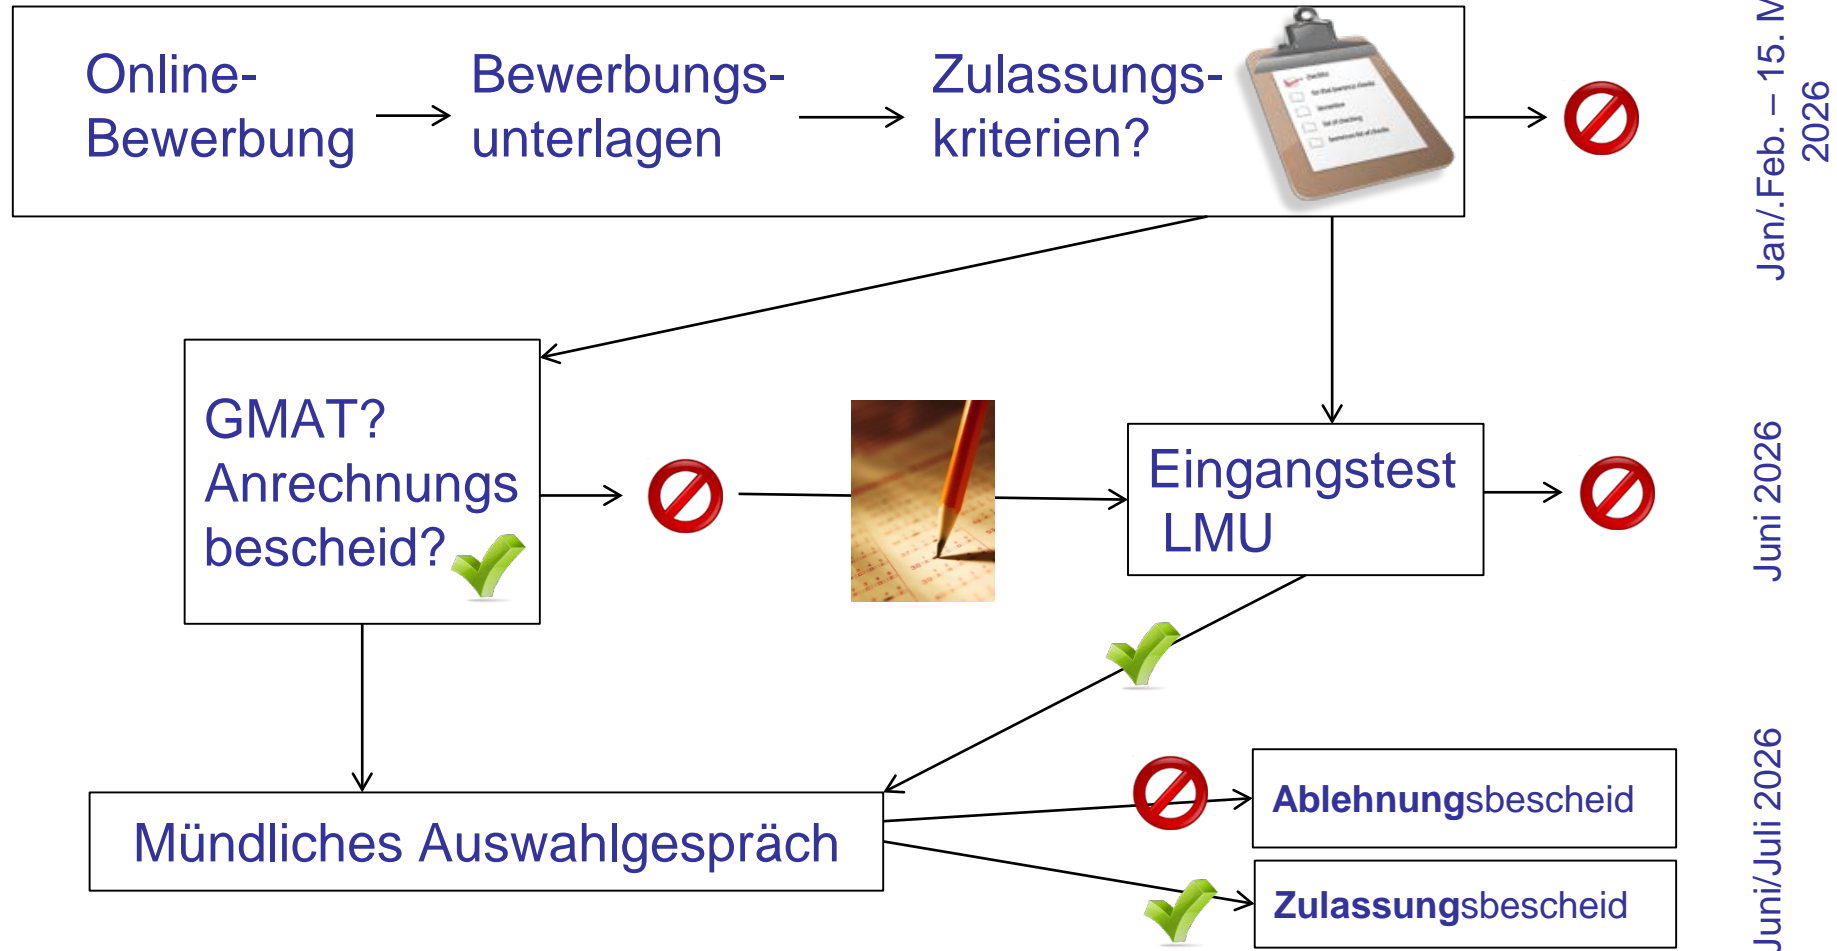 Online-
Bewerbung
Bewerbungs-
unterlagen
Zulassungs-
kriterien?
Jan/.Feb. – 15.
2026
GMAT?
Anrechnungs
bescheid?
Eingangstest
LMU
Juni 2026
Mündliches Auswahlgespräch
Ablehnungsbescheid
Zulassungsbescheid
Juni/Juli 2026